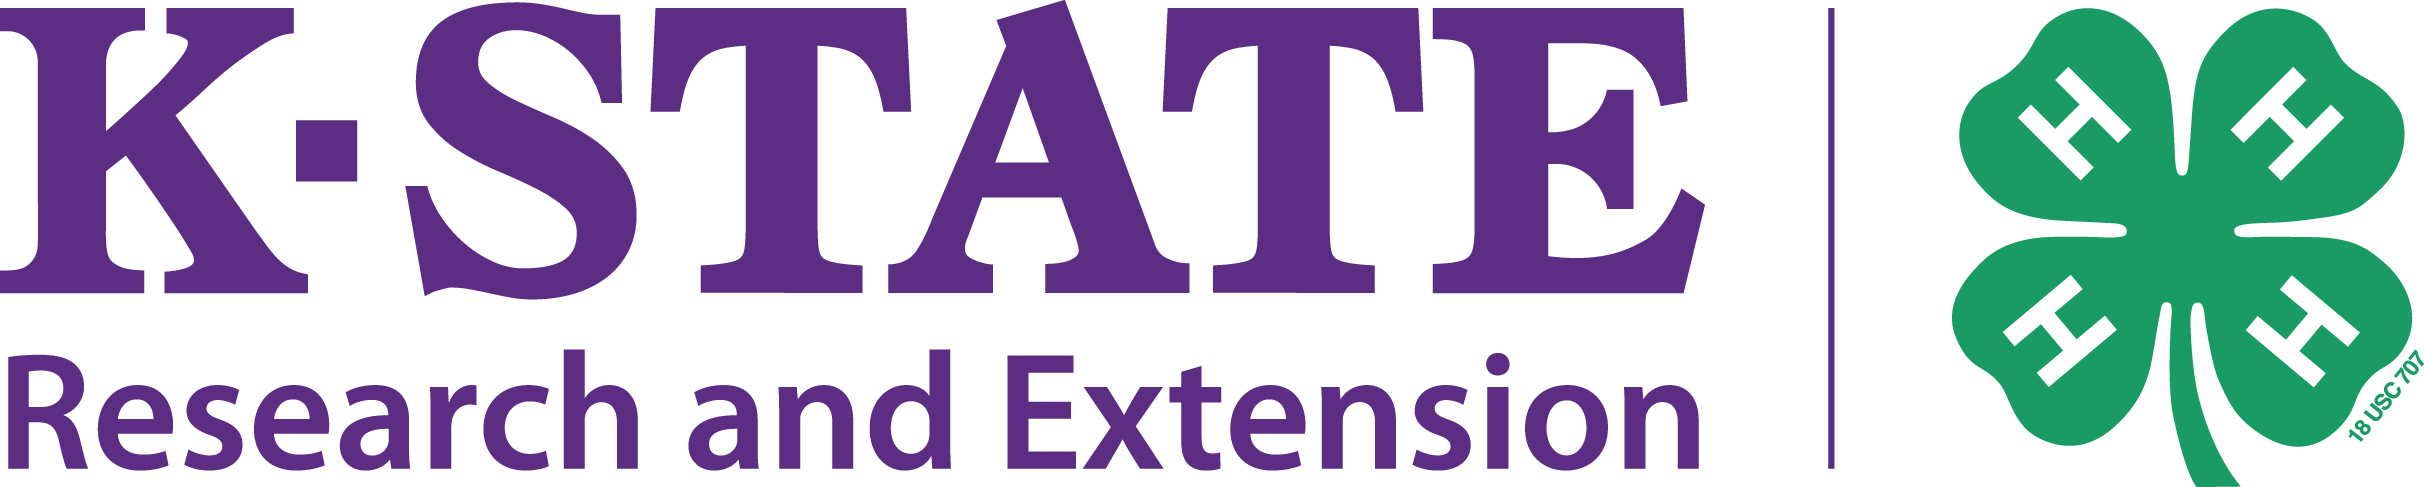 K·STATE
Research and Extension
H H
H H
18 USC 707